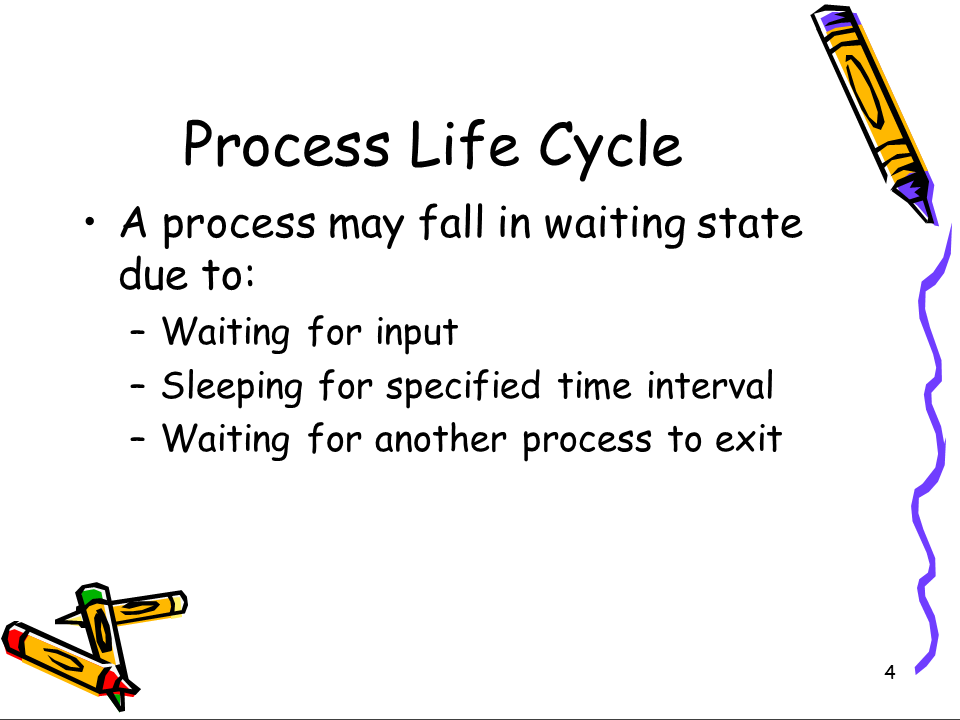 Process Life Cycle
• A process may fall in waiting state
due to:
– Waiting for input
– Sleeping for specified time interval
– Waiting for another process to exit
4